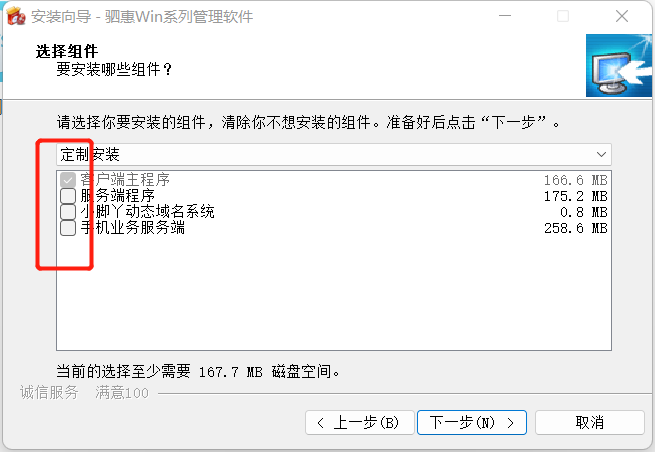 安装向导 - 驷惠Win系列管理软件
选择组件
要安装哪些组件？
请选择你要安装的组件，清除你不想安装的组件。准备好后点击“下一步”。
定制安装
客户端主程序 166.6 MB
服务端程序 175.2 MB
小脚丫动态域名系统 0.8 MB
手机业务服务端 258.6 MB
当前的选择至少需要 167.7 MB 磁盘空间。
诚信服务 满意100
< 上一步(B) 下一步(N) > 取消